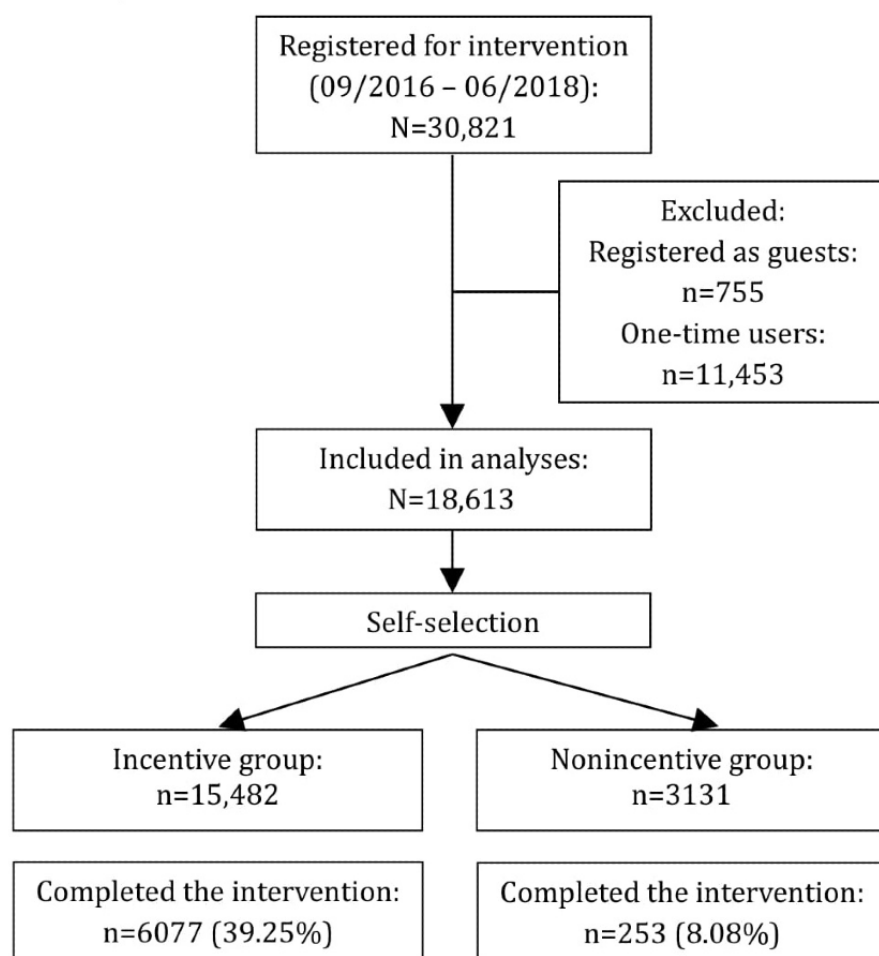 Registered for intervention
(09/2016 – 06/2018):
N=30,821
Excluded:
Registered as guests:
n=755
One-time users:
n=11,453
Included in analyses:
N=18,613
Self-selection
Incentive group:
n=15,482
Nonincentive group:
n=3131
Completed the intervention:
n=6077 (39.25%)
Completed the intervention:
n=253 (8.08%)